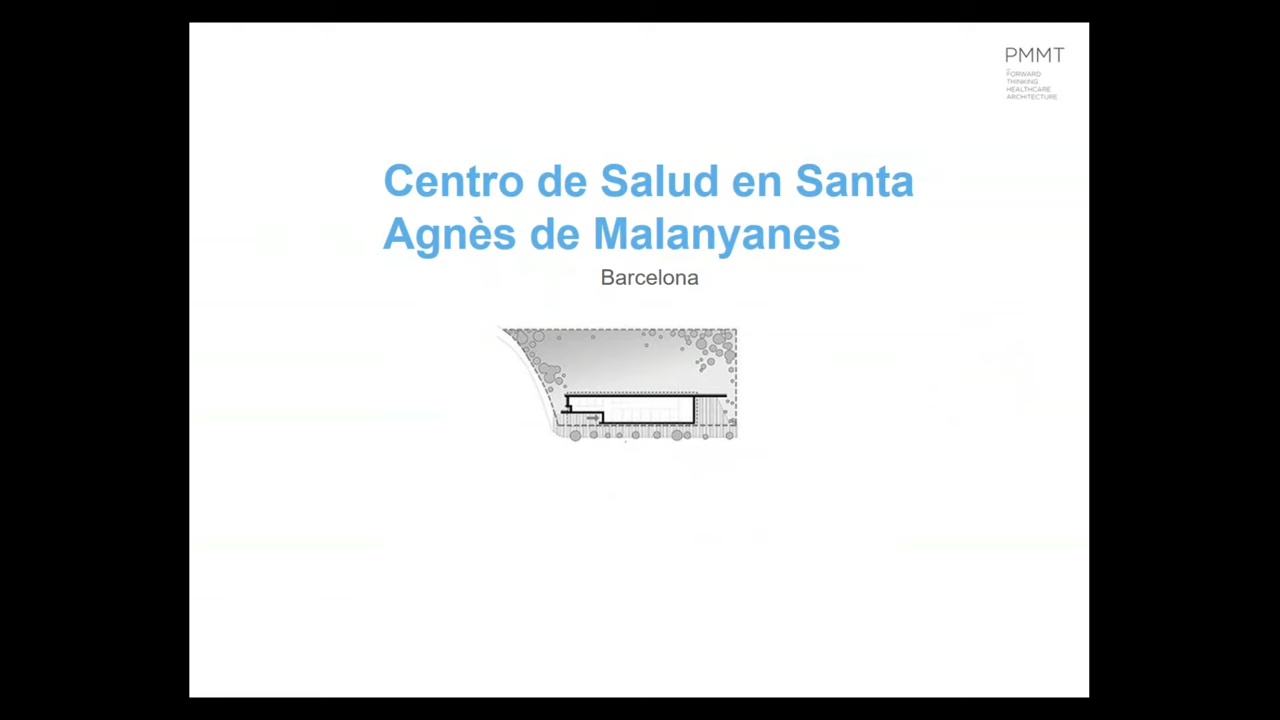 PMMT
FORWARD
THINKING
HEALTHCARE
ARCHITECTURE
Centro de Salud en Santa
Agnès de Malanyanes
Barcelona